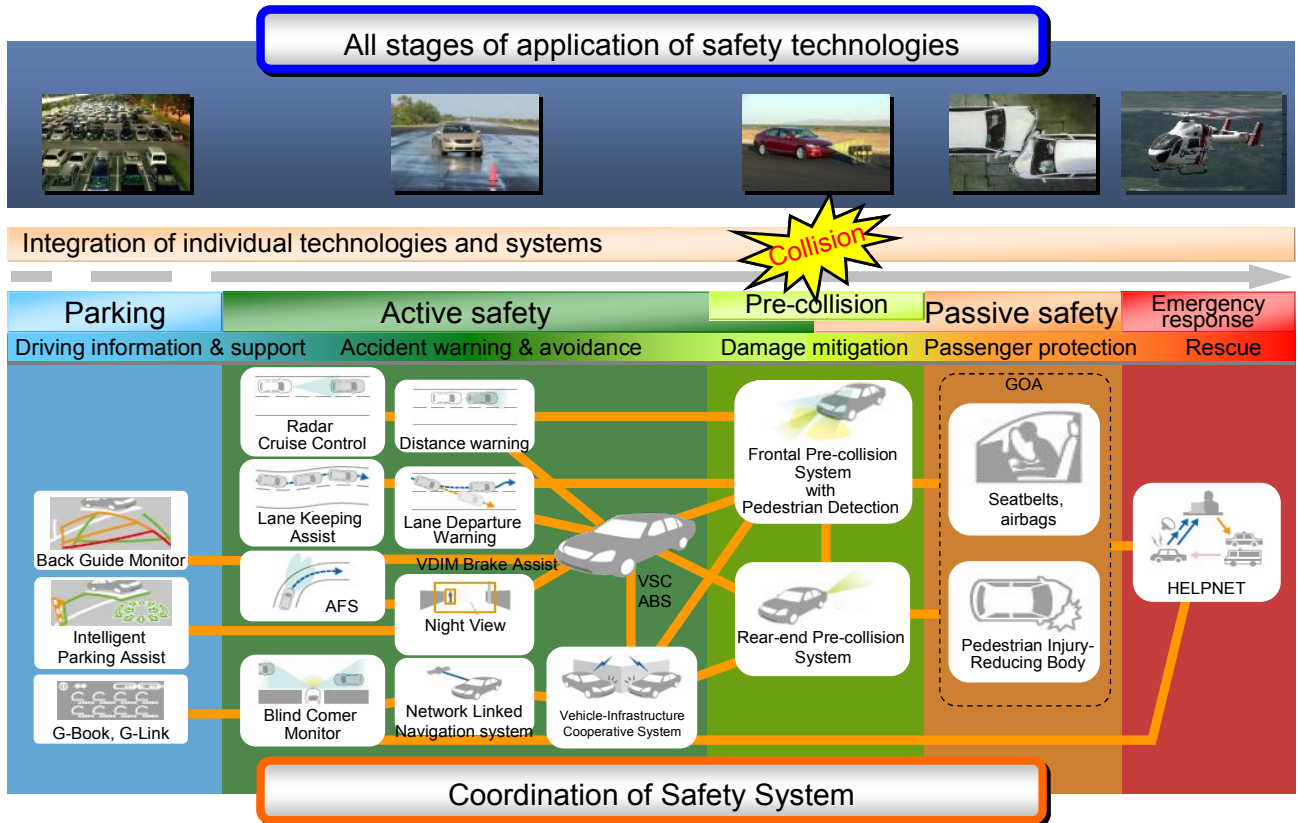 All stages of application of safety technologies
Integration of individual technologies and systems
Collision
Parking
Active safety
Pre-collision
Passive safety
Emergency
response
Driving information & support
Accident warning & avoidance
Damage mitigation
Passenger protection
Rescue
Radar
Cruise Control
Distance warning
Lane Keeping
Assist
Lane Departure
Warning
Back Guide Monitor
VDIM Brake Assist
AFS
Night View
VSC
ABS
Intelligent
Parking Assist
G-Book, G-Link
Blind Corner
Monitor
Network Linked
Navigation system
Vehicle-Infrastructure
Cooperative System
Frontal Pre-collision
System
with
Pedestrian Detection
Rear-end Pre-collision
System
GOA
Seatbelts,
airbags
Pedestrian Injury-
Reducing Body
HELPNET
Coordination of Safety System